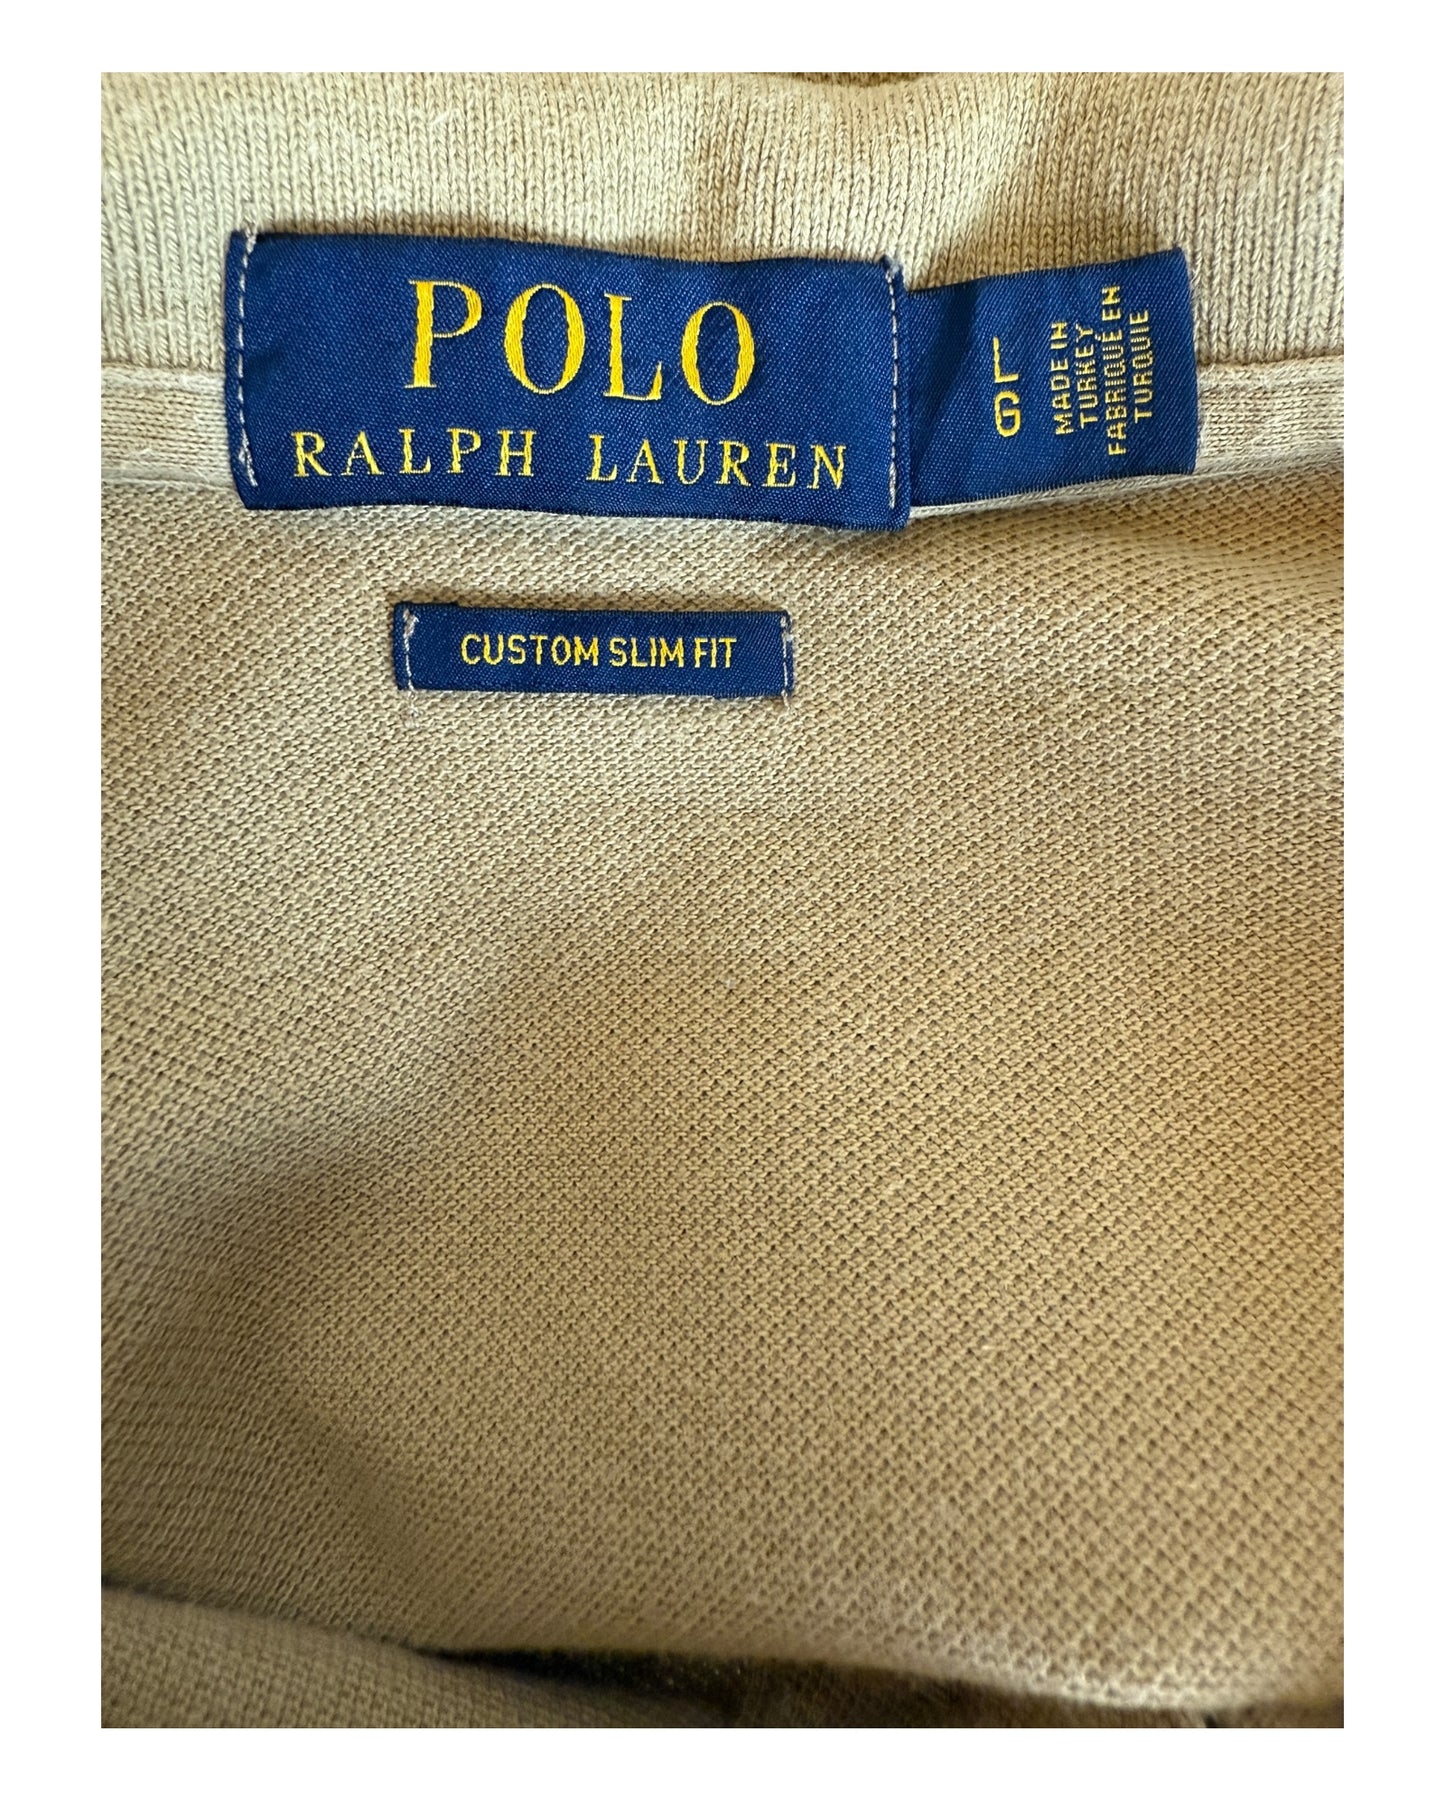 POLO
RALPH LAUREN
L
G
MADE IN
TURKEY
FABRIQUÉ EN
TURQUIE
CUSTOM SLIM FIT